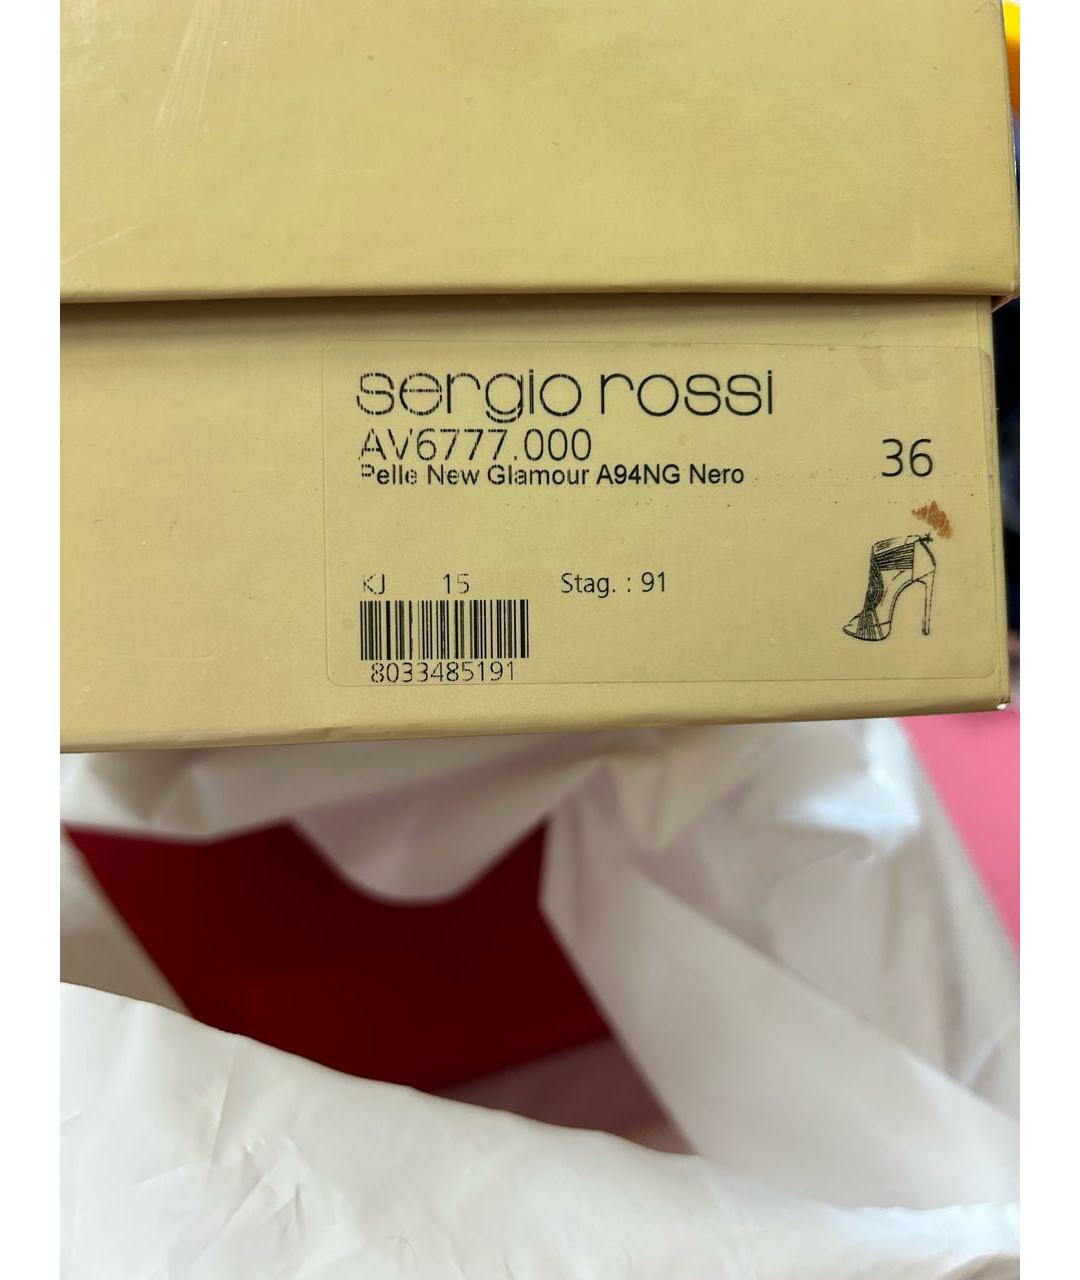 sergio rossi
AV6777.000
36
Pelle New Glamour A94NG Nero
KJ 15 Stag. : 91
8033485191